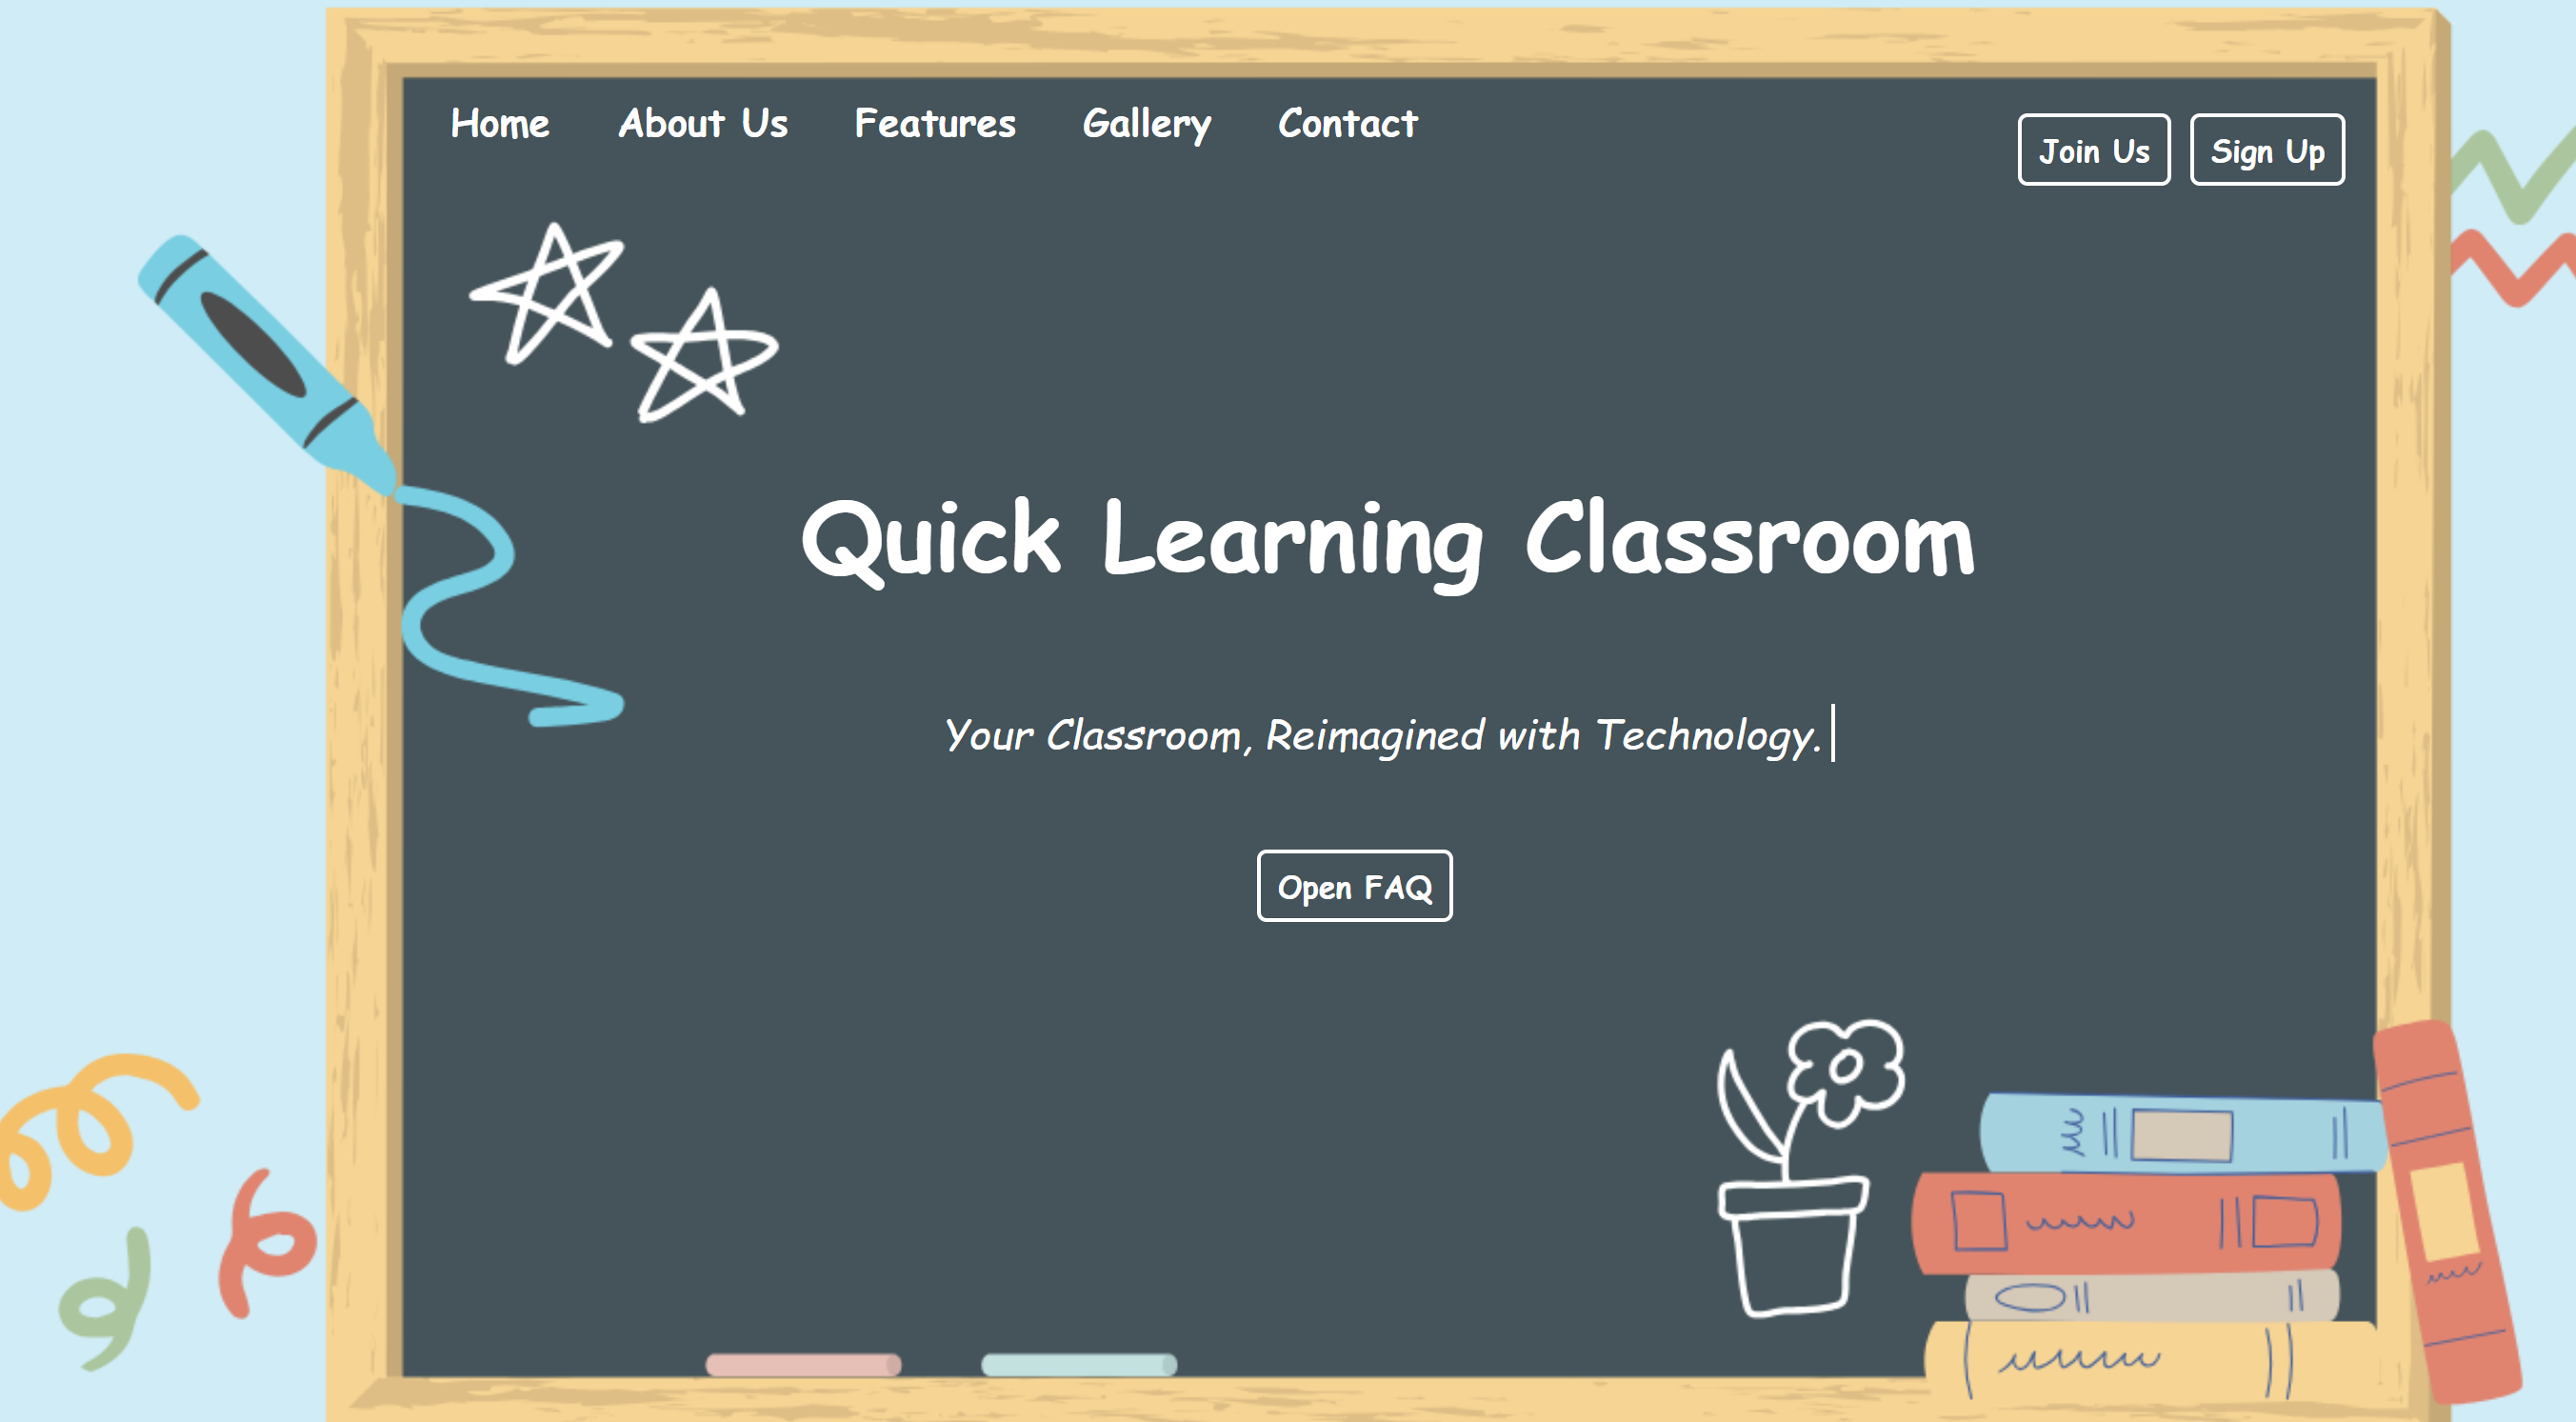 Home About Us Features Gallery Contact
Join Us Sign Up
Quick Learning Classroom
Your Classroom, Reimagined with Technology.
Open FAQ